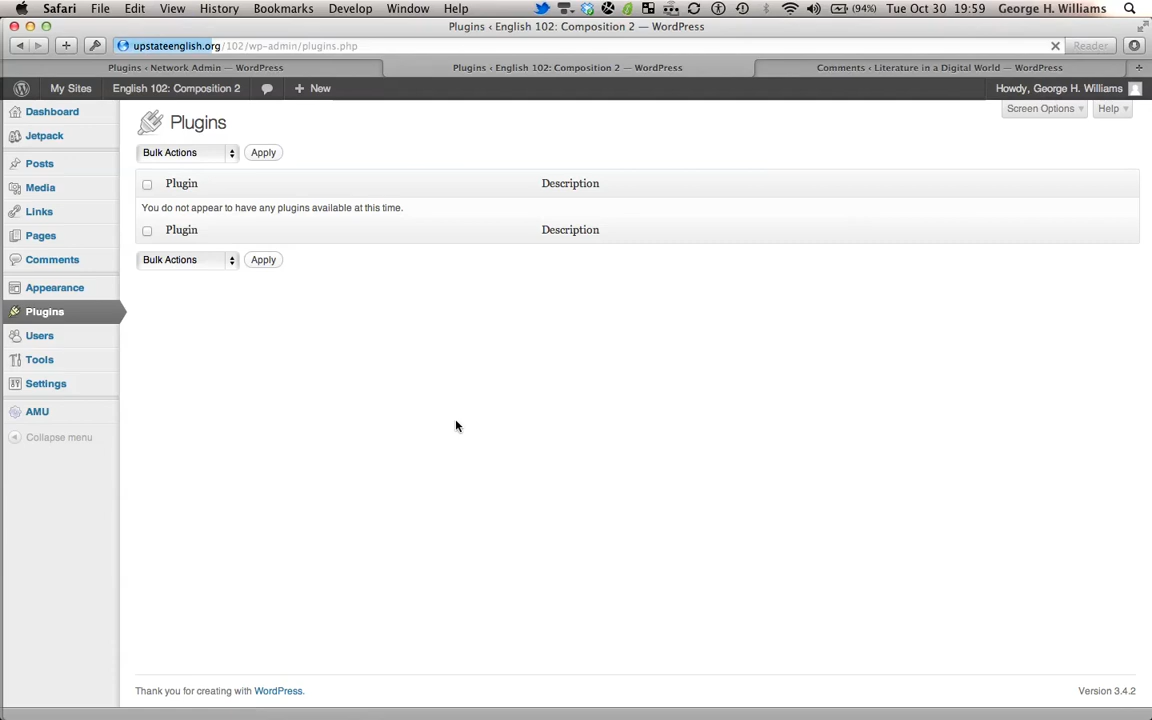 Safari File Edit View History Bookmarks Develop Window Help (94%) Tue Oct 30 19:59 George H. Williams
Plugins ‹ English 102: Composition 2 — WordPress
upstateenglish.org/102/wp-admin/plugins.php Reader
Plugins ‹ Network Admin — WordPress Plugins ‹ English 102: Composition 2 — WordPress Comments ‹ Literature in a Digital World — WordPress
My Sites English 102: Composition 2 + New Howdy, George H. Williams
Screen Options Help
Dashboard
Jetpack
Posts
Media
Links
Pages
Comments
Appearance
Plugins
Users
Tools
Settings
AMU
Collapse menu
Plugins
Bulk Actions Apply
Plugin Description
You do not appear to have any plugins available at this time.
Plugin Description
Bulk Actions Apply
Thank you for creating with WordPress. Version 3.4.2